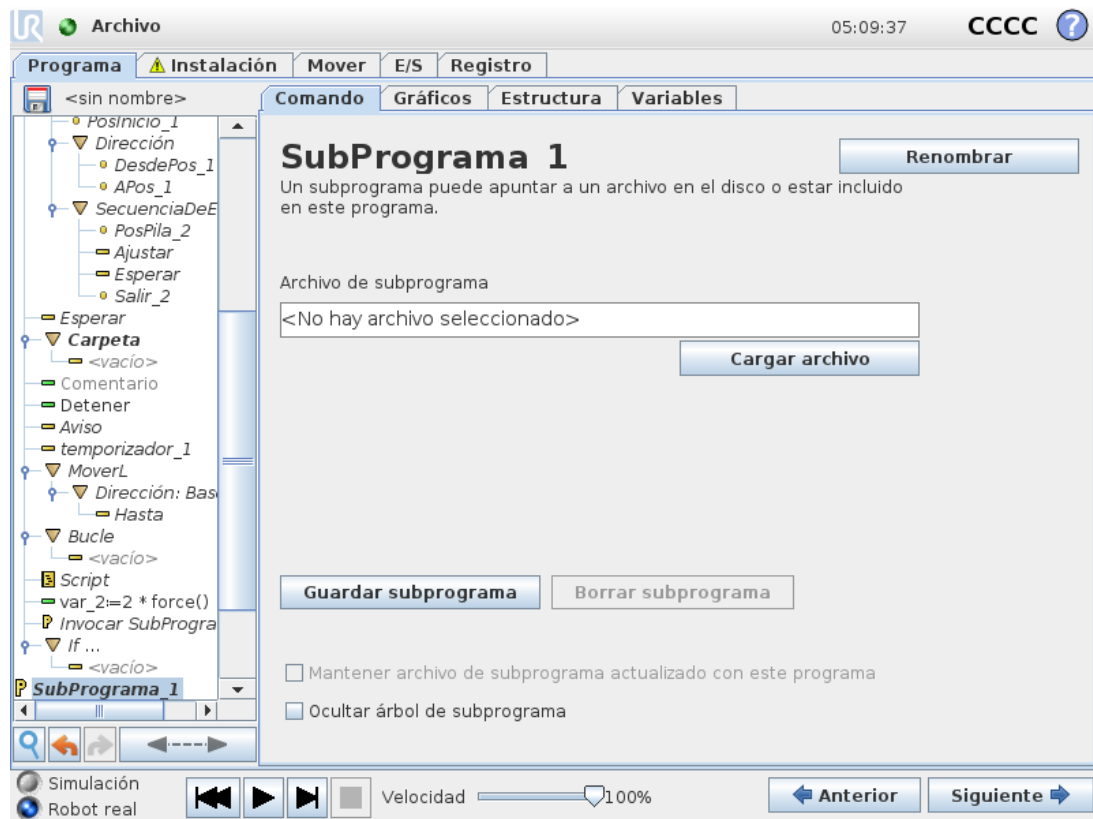 UR Archivo 05:09:37 CCCC ?
Programa Instalación Mover E/S Registro
<sin nombre> Comando Gráficos Estructura Variables
PosInicio_1
Dirección
DesdePos_1
APos_1
SecuenciaDeE
PosPila_2
Ajustar
Esperar
Salir_2
Esperar
Carpeta
<vacío>
Comentario
Detener
Aviso
temporizador_1
MoverL
Dirección: Bas
Hasta
Bucle
<vacío>
Script
var_2:=2 * force()
Invocar SubProgra
If ...
<vacío>
SubPrograma_1
SubPrograma 1
Renombrar
Un subprograma puede apuntar a un archivo en el disco o estar incluido
en este programa.
Archivo de subprograma
<No hay archivo seleccionado>
Cargar archivo
Guardar subprograma Borrar subprograma
Mantener archivo de subprograma actualizado con este programa
Ocultar árbol de subprograma
Simulación
Robot real
Velocidad 100%
Anterior Siguiente